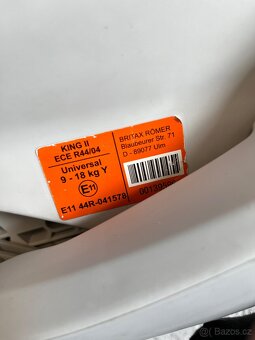 KING II
ECE R44/04
Universal
9 - 18 kg Y
E11
E11 44R-041578
BRITAX RÖMER
Blaubeurer Str. 71
D - 89077 Ulm
Bazos.cz